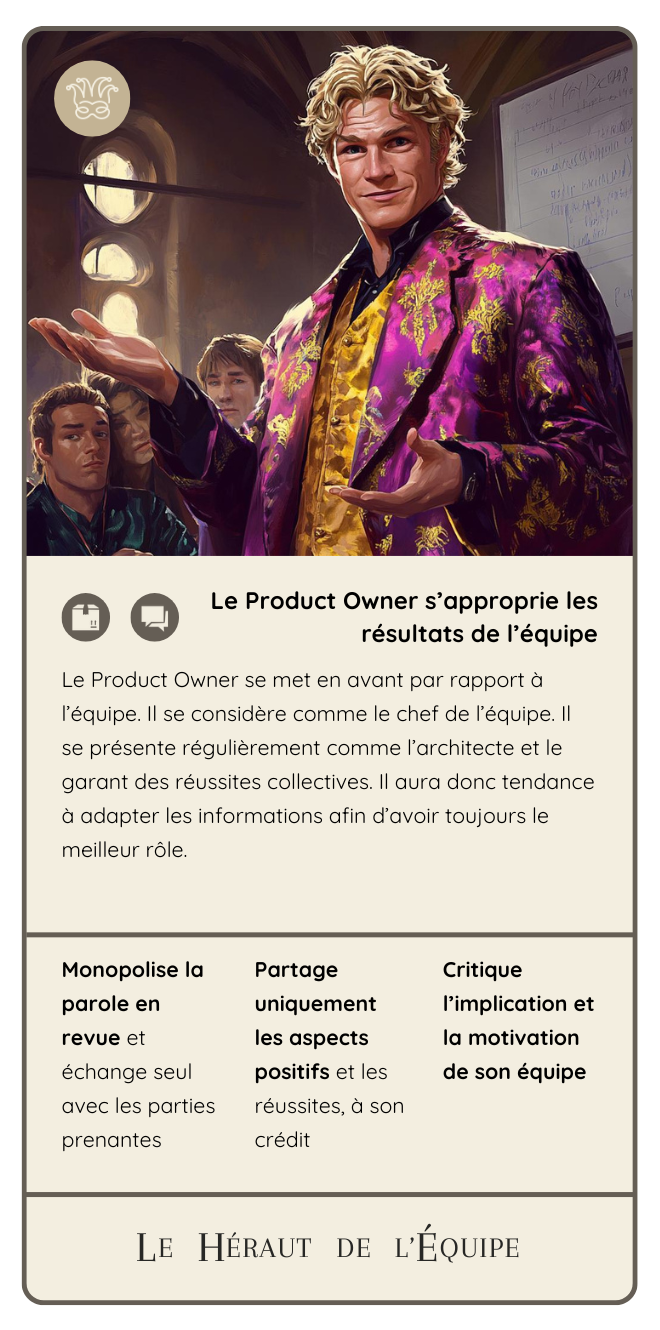 Le Product Owner s’approprie les
résultats de l’équipe
Le Product Owner se met en avant par rapport à
l’équipe. Il se considère comme le chef de l’équipe. Il
se présente régulièrement comme l’architecte et le
garant des réussites collectives. Il aura donc tendance
à adapter les informations afin d’avoir toujours le
meilleur rôle.
Monopolise la
parole en
revue et
échange seul
avec les parties
prenantes
Partage
uniquement
les aspects
positifs et les
réussites, à son
crédit
Critique
l’implication et
la motivation
de son équipe
Le Héraut de l’Équipe